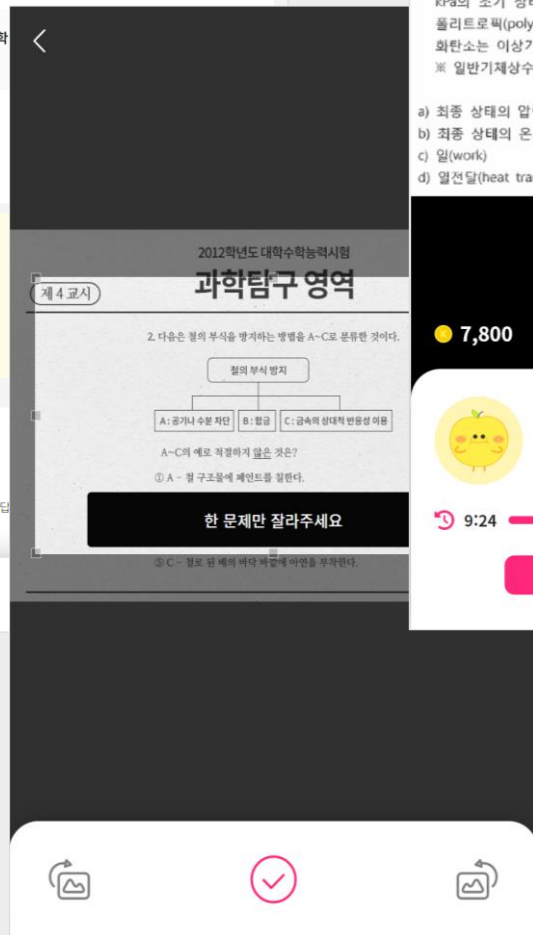 학
답
2012학년도 대학수학능력시험
과학탐구 영역
제 4 교시
2. 다음은 철의 부식을 방지하는 방법을 A~C로 분류한 것이다.
철의 부식 방지
A : 공기나 수분 차단
B : 합금
C : 금속의 상대적 반응성 이용
A~C의 예로 적절하지 않은 것은?
① A - 철 구조물에 페인트를 칠한다.
한 문제만 잘라주세요
⑤ C - 철로 된 배의 바닥 바깥에 아연을 부착한다.
kPa의 초기 상태
폴리트로픽(poly
화탄소는 이상기
※ 일반기체상수
a) 최종 상태의 압
b) 최종 상태의 온
c) 일(work)
d) 열전달(heat tra
7,800
9:24